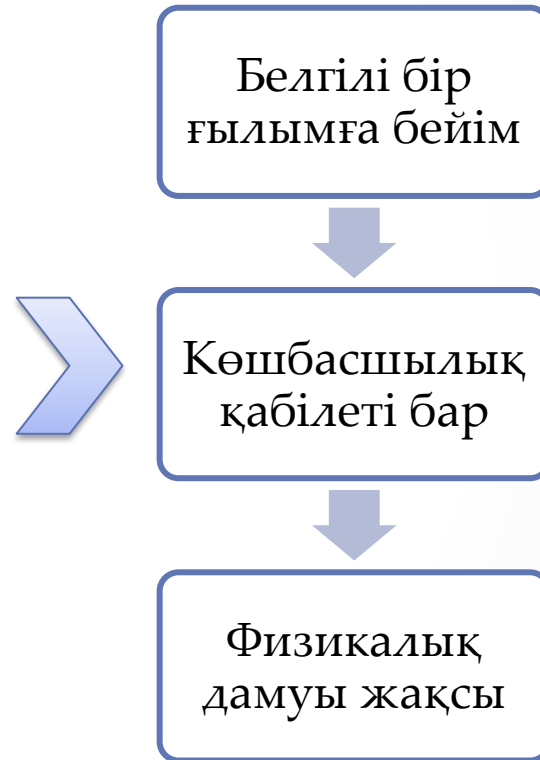 Белгілі бір
ғылымға бейім
Көшбасшылық
қабілеті бар
Физикалық
дамуы жақсы